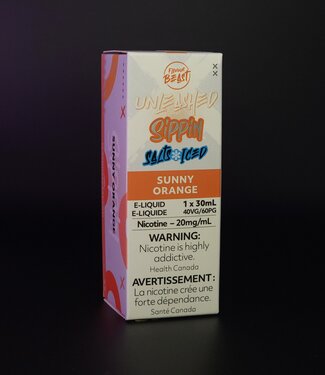 Flavour
BEAST
UNLEASHED
Sippin
SALTS ICED
SUNNY
ORANGE
E-LIQUID 1 x 30mL
E-LIQUIDE 40VG/60PG
Nicotine – 20mg/mL
WARNING:
Nicotine is highly
addictive.
Health Canada
AVERTISSEMENT :
La nicotine crée une
forte dépendance.
Santé Canada
SUNNY ORANGE